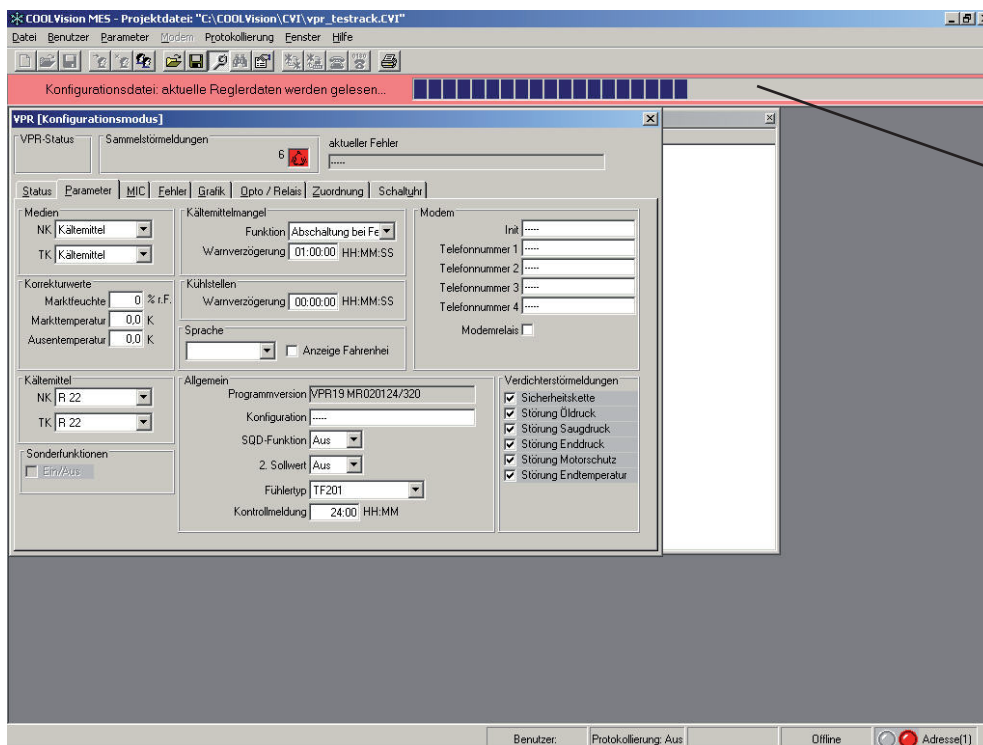 COOLVision MES - Projektdatei: "C:\COOLVision\CVI\vpr_testrack.CVI"
Datei Benutzer Parameter Modem Protokollierung Fenster Hilfe
Konfigurationsdatei: aktuelle Reglerdaten werden gelesen...
VPR [Konfigurationsmodus]
VPR-Status
Sammelstörmeldungen
6
aktueller Fehler
-----
Status Parameter MIC Fehler Grafik Opto / Relais Zuordnung Schaltuhr
Medien
NK Kältemittel
TK Kältemittel
Kältemittelmangel
Funktion Abschaltung bei Fe
Warnverzögerung 01:00:00 HH:MM:SS
Modem
Init -----
Telefonnummer 1 -----
Telefonnummer 2 -----
Telefonnummer 3 -----
Telefonnummer 4 -----
Modemrelais
Korrekturwerte
Marktfeuchte 0 % r.F.
Markttemperatur 0,0 K
Ausentemperatur 0,0 K
Kühlstellen
Warnverzögerung 00:00:00 HH:MM:SS
Sprache
Anzeige Fahrenhei
Kältemittel
NK R 22
TK R 22
Sonderfunktionen
Ein/Aus
Allgemein
Programmversion VPR19 MR020124/320
Konfiguration -----
SQD-Funktion Aus
2. Sollwert Aus
Fühlertyp TF201
Kontrollmeldung 24:00 HH:MM
Verdichterstörmeldungen
Sicherheitskette
Störung Öldruck
Störung Saugdruck
Störung Enddruck
Störung Motorschutz
Störung Endtemperatur
Benutzer: Protokollierung: Aus Offline Adresse(1)